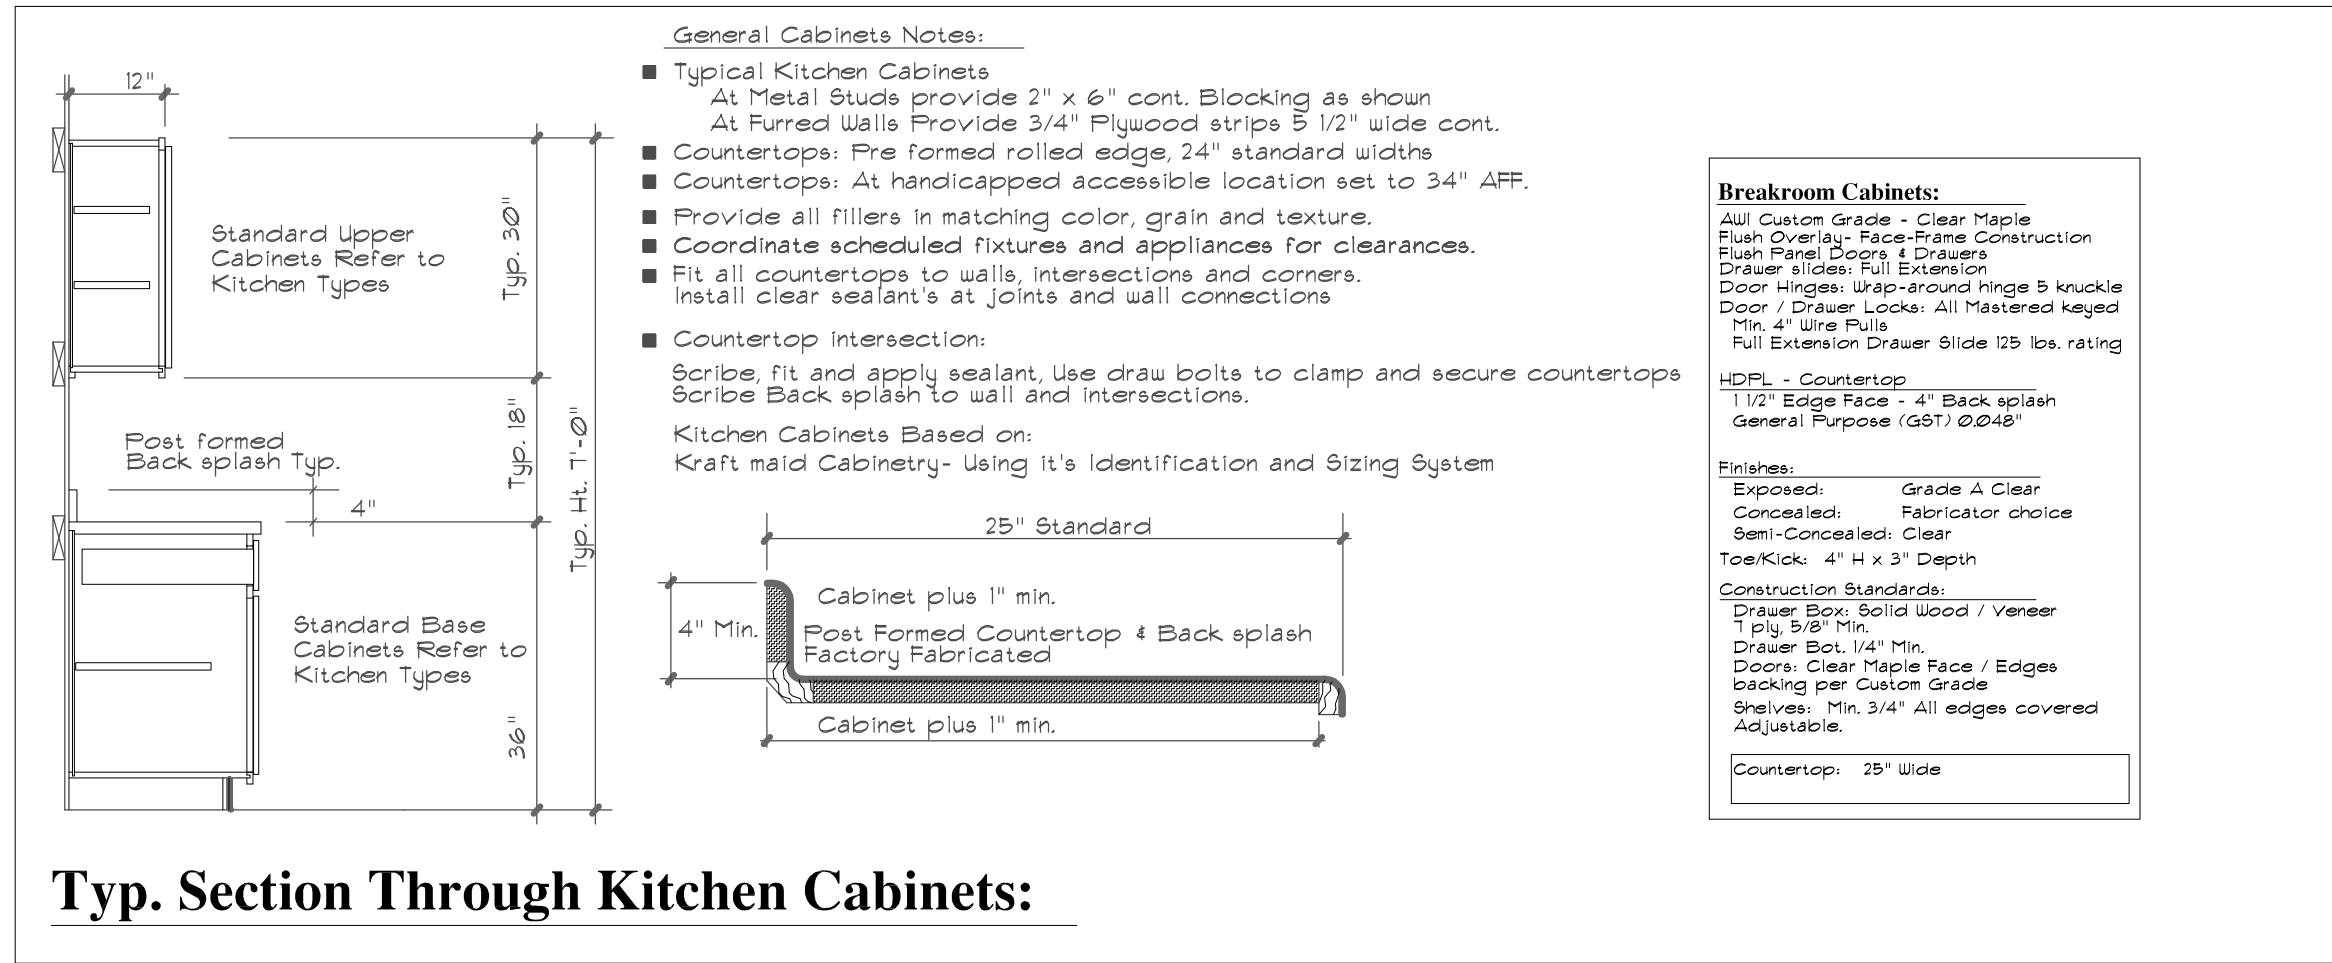 General Cabinets Notes:
■ Typical Kitchen Cabinets
At Metal Studs provide 2" x 6" cont. Blocking as shown
At Furred Walls Provide 3/4" Plywood strips 5 1/2" wide cont.
■ Countertops: Pre formed rolled edge, 24" standard widths
■ Countertops: At handicapped accessible location set to 34" AFF.
■ Provide all fillers in matching color, grain and texture.
■ Coordinate scheduled fixtures and appliances for clearances.
■ Fit all countertops to walls, intersections and corners.
Install clear sealant's at joints and wall connections
■ Countertop intersection:
Scribe, fit and apply sealant, Use draw bolts to clamp and secure countertops
Scribe Back splash to wall and intersections.
Kitchen Cabinets Based on:
Kraft maid Cabinetry- Using it's Identification and Sizing System
12"
Standard Upper
Cabinets Refer to
Kitchen Types
Typ. 30"
Typ. 18"
Typ. Ht. 7'-0"
Post formed
Back splash Typ.
4"
Standard Base
Cabinets Refer to
Kitchen Types
36"
25" Standard
Cabinet plus 1" min.
4" Min.
Post Formed Countertop & Back splash
Factory Fabricated
Cabinet plus 1" min.
Breakroom Cabinets:
AWI Custom Grade - Clear Maple
Flush Overlay- Face-Frame Construction
Flush Panel Doors & Drawers
Drawer slides: Full Extension
Door Hinges: Wrap-around hinge 5 knuckle
Door / Drawer Locks: All Mastered keyed
Min. 4" Wire Pulls
Full Extension Drawer Slide 125 lbs. rating
HDPL - Countertop
1 1/2" Edge Face - 4" Back splash
General Purpose (GST) 0.048"
Finishes:
Exposed: Grade A Clear
Concealed: Fabricator choice
Semi-Concealed: Clear
Toe/Kick: 4" H x 3" Depth
Construction Standards:
Drawer Box: Solid Wood / Veneer
7 ply, 5/8" Min.
Drawer Bot. 1/4" Min.
Doors: Clear Maple Face / Edges
backing per Custom Grade
Shelves: Min. 3/4" All edges covered
Adjustable.
Countertop: 25" Wide
Typ. Section Through Kitchen Cabinets: